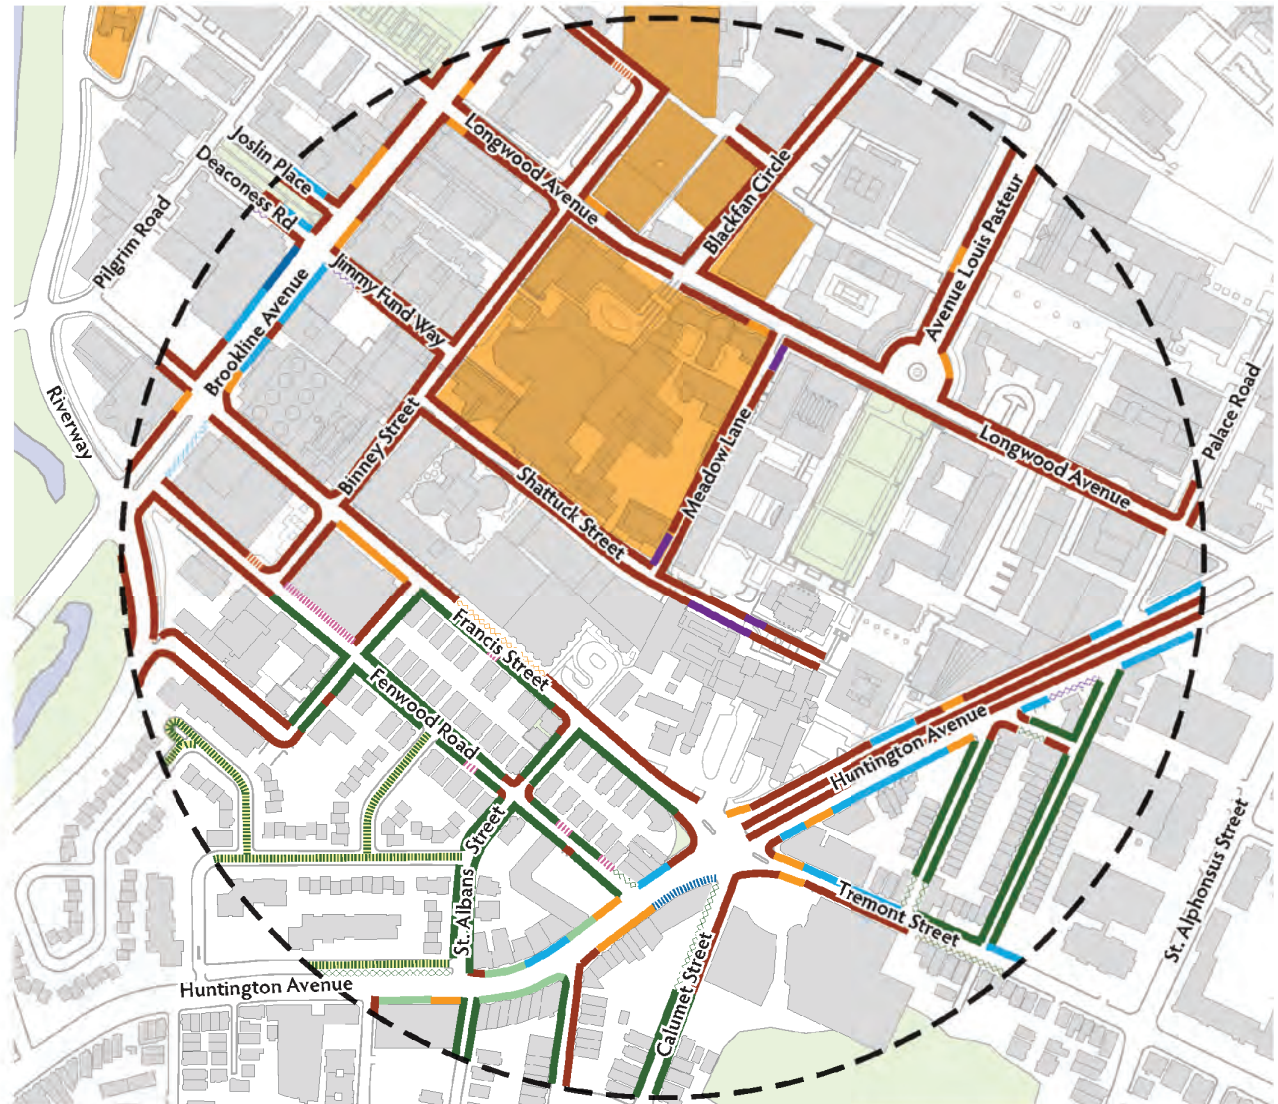 Joslin Place
Deaconess Rd
Pilgrim Road
Longwood Avenue
Blackfan Circle
Avenue Louis Pasteur
Jimmy Fund Way
Brookline Avenue
Riverway
Binney Street
Meadow Lane
Shattuck Street
Longwood Avenue
Palace Road
Francis Street
Fenwood Road
Huntington Avenue
St. Albans Street
Tremont Street
St. Alphonsus Street
Calumet Street
Huntington Avenue